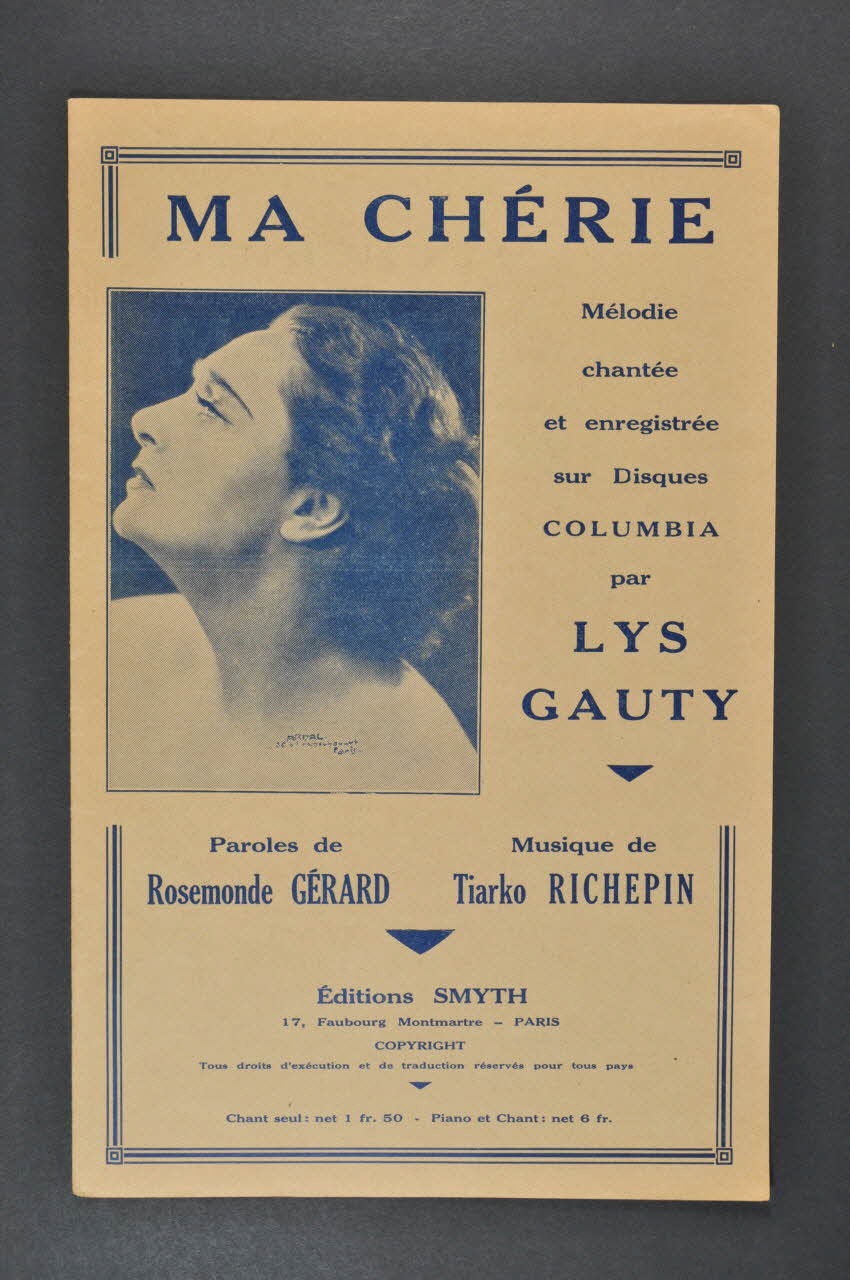 MA CHÉRIE
Mélodie
chantée
et enregistrée
sur Disques
COLUMBIA
par
LYS
GAUTY
Paris
Paroles de
Rosemonde GÉRARD
Musique de
Tiarko RICHEPIN
Éditions SMYTH
17, Faubourg Montmartre – PARIS
COPYRIGHT
Tous droits d'exécution et de traduction réservés pour tous pays
Chant seul : net 1 fr. 50 - Piano et Chant : net 6 fr.